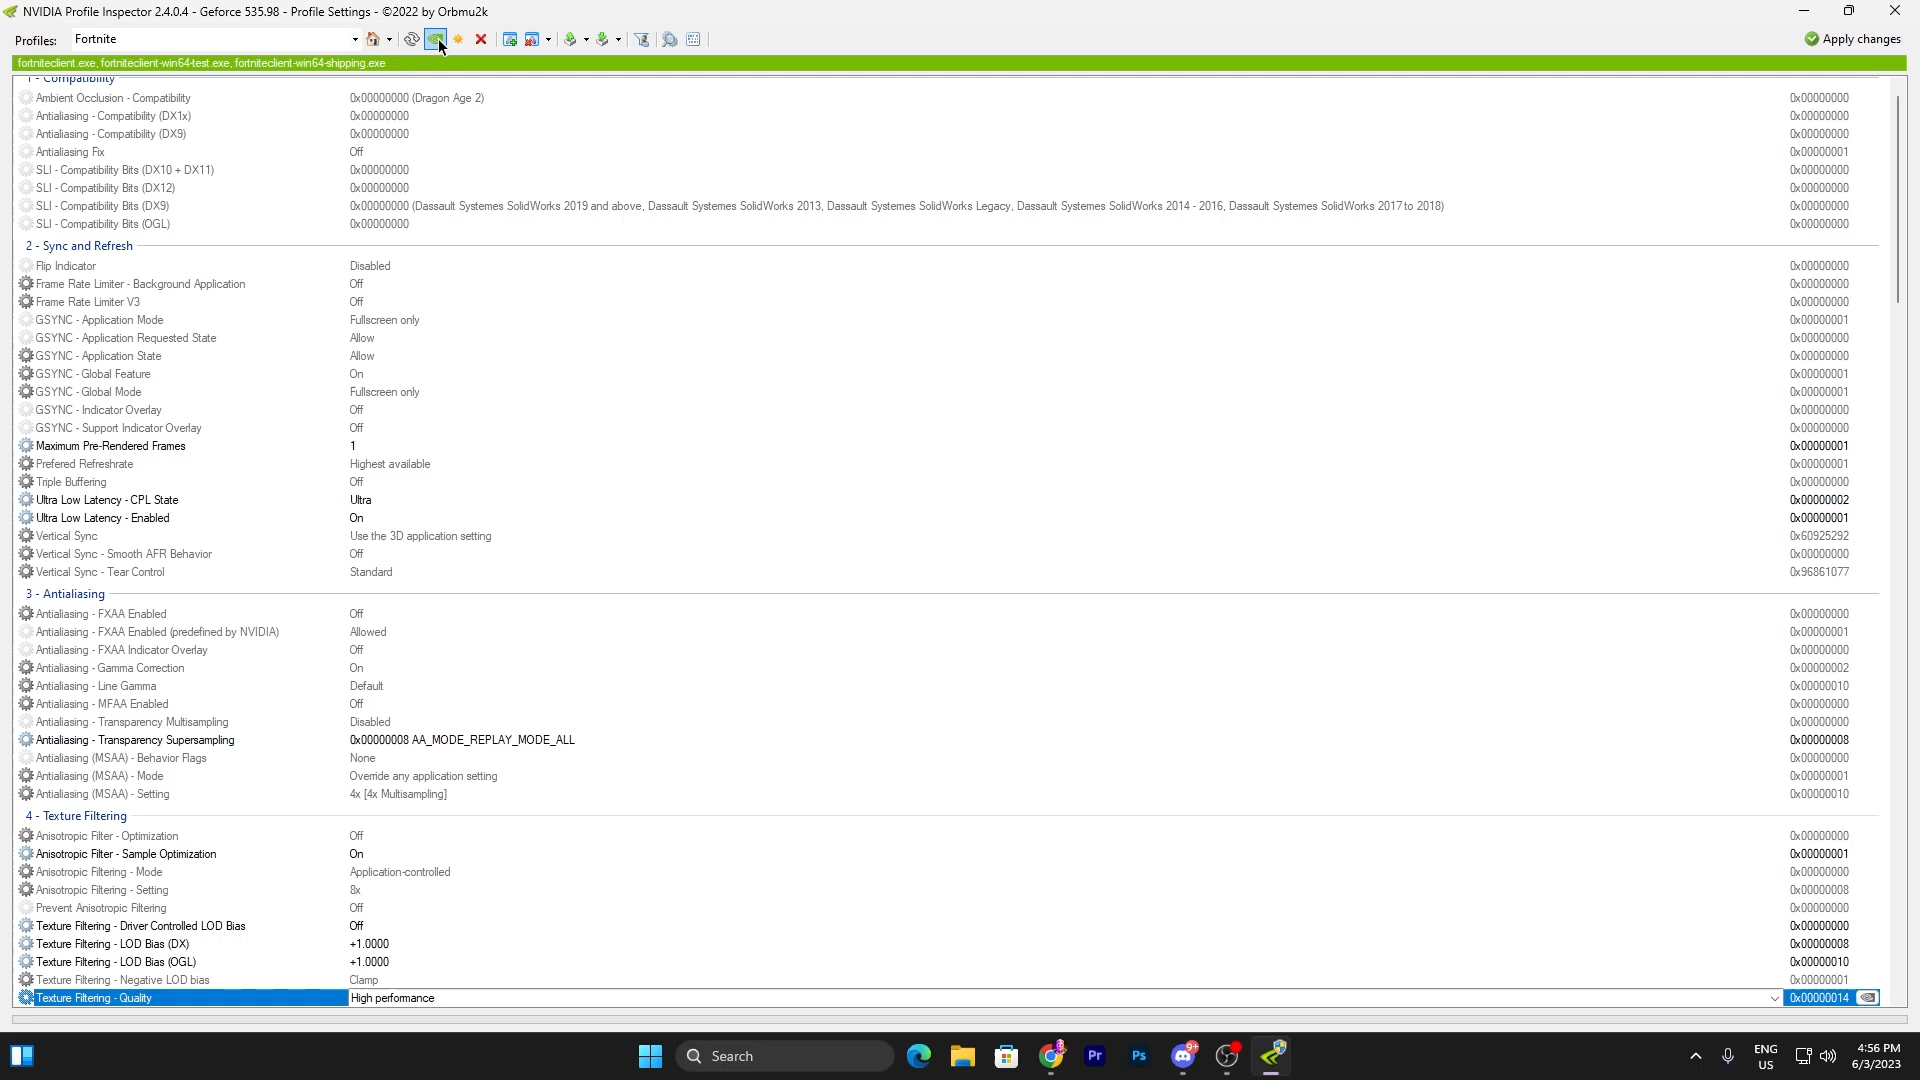 NVIDIA Profile Inspector 2.4.0.4 - Geforce 535.98 - Profile Settings - ©2022 by Orbmu2k
Profiles: Fortnite Apply changes
fortniteclient.exe, fortniteclient-win64-test.exe, fortniteclient-win64-shipping.exe
1 - Compatibility
Ambient Occlusion - Compatibility 0x00000000 (Dragon Age 2) 0x00000000
Antialiasing - Compatibility (DX1x) 0x00000000 0x00000000
Antialiasing - Compatibility (DX9) 0x00000000 0x00000000
Antialiasing Fix Off 0x00000001
SLI - Compatibility Bits (DX10 + DX11) 0x00000000 0x00000000
SLI - Compatibility Bits (DX12) 0x00000000 0x00000000
SLI - Compatibility Bits (DX9) 0x00000000 (Dassault Systemes SolidWorks 2019 and above, Dassault Systemes SolidWorks 2013, Dassault Systemes SolidWorks Legacy, Dassault Systemes SolidWorks 2014 - 2016, Dassault Systemes SolidWorks 2017 to 2018) 0x00000000
SLI - Compatibility Bits (OGL) 0x00000000 0x00000000
2 - Sync and Refresh
Flip Indicator Disabled 0x00000000
Frame Rate Limiter - Background Application Off 0x00000000
Frame Rate Limiter V3 Off 0x00000000
GSYNC - Application Mode Fullscreen only 0x00000001
GSYNC - Application Requested State Allow 0x00000000
GSYNC - Application State Allow 0x00000000
GSYNC - Global Feature On 0x00000001
GSYNC - Global Mode Fullscreen only 0x00000001
GSYNC - Indicator Overlay Off 0x00000000
GSYNC - Support Indicator Overlay Off 0x00000000
Maximum Pre-Rendered Frames 1 0x00000001
Prefered Refreshrate Highest available 0x00000001
Triple Buffering Off 0x00000000
Ultra Low Latency - CPL State Ultra 0x00000002
Ultra Low Latency - Enabled On 0x00000001
Vertical Sync Use the 3D application setting 0x60925292
Vertical Sync - Smooth AFR Behavior Off 0x00000000
Vertical Sync - Tear Control Standard 0x96861077
3 - Antialiasing
Antialiasing - FXAA Enabled Off 0x00000000
Antialiasing - FXAA Enabled (predefined by NVIDIA) Allowed 0x00000001
Antialiasing - FXAA Indicator Overlay Off 0x00000000
Antialiasing - Gamma Correction On 0x00000002
Antialiasing - Line Gamma Default 0x00000010
Antialiasing - MFAA Enabled Off 0x00000000
Antialiasing - Transparency Multisampling Disabled 0x00000000
Antialiasing - Transparency Supersampling 0x00000008 AA_MODE_REPLAY_MODE_ALL 0x00000008
Antialiasing (MSAA) - Behavior Flags None 0x00000000
Antialiasing (MSAA) - Mode Override any application setting 0x00000001
Antialiasing (MSAA) - Setting 4x [4x Multisampling] 0x00000010
4 - Texture Filtering
Anisotropic Filter - Optimization Off 0x00000000
Anisotropic Filter - Sample Optimization On 0x00000001
Anisotropic Filtering - Mode Application-controlled 0x00000000
Anisotropic Filtering - Setting 8x 0x00000008
Prevent Anisotropic Filtering Off 0x00000000
Texture Filtering - Driver Controlled LOD Bias Off 0x00000000
Texture Filtering - LOD Bias (DX) +1.0000 0x00000008
Texture Filtering - LOD Bias (OGL) +1.0000 0x00000010
Texture Filtering - Negative LOD bias Clamp 0x00000001
Texture Filtering - Quality High performance 0x00000014
Search Pr Ps 9+ ENG 4:56 PM
US 6/3/2023